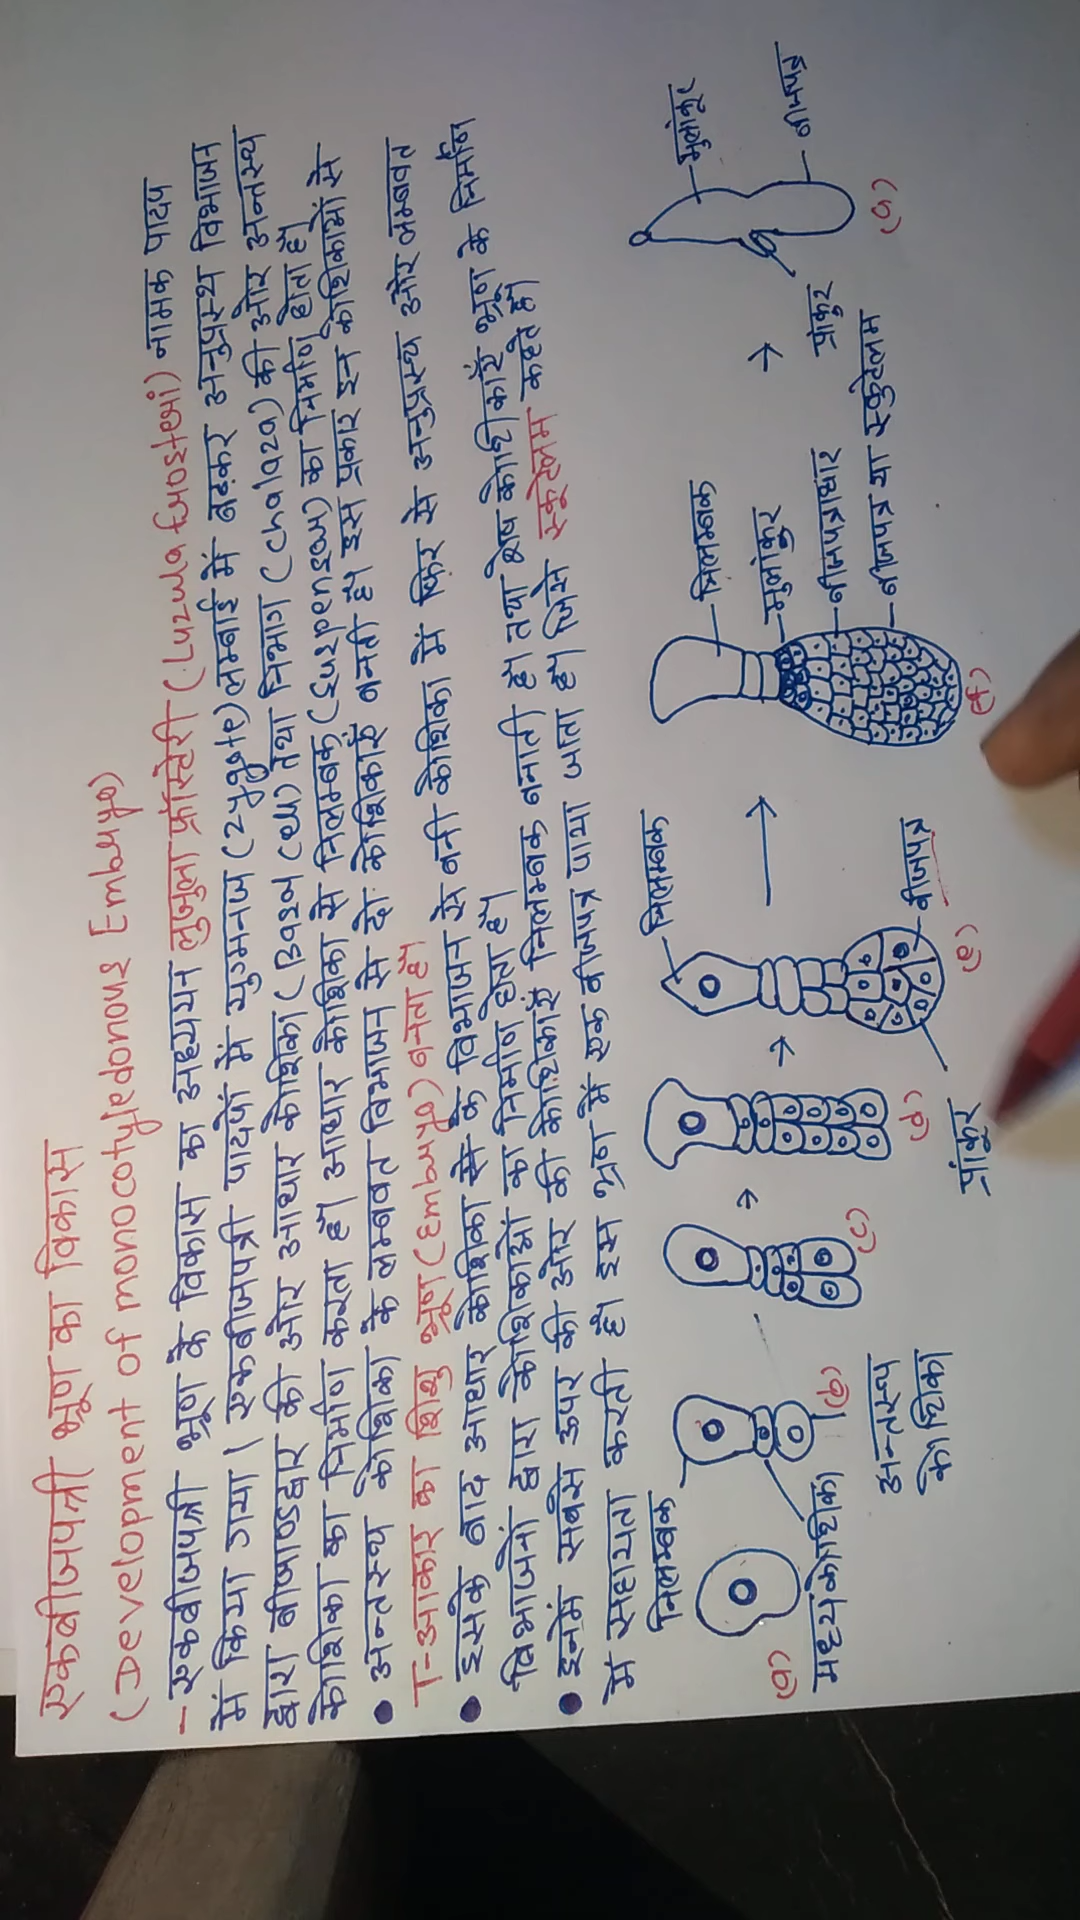 एकबीजपत्री भ्रूण का विकास
(Development of monocotyledonous Embryo)
- एकबीजपत्री भ्रूण के विकास का अध्ययन लुजुला फ्रॉस्टेरी (Luzula frosteri) नामक पादप
में किया गया। एकबीजपत्री पादपों में युग्मनज (zygote) लम्बाई में बढ़कर अनुप्रस्थ विभाजन
द्वारा बीजाण्डद्वार की ओर आधार कोशिका (Basal cell) तथा निभाग (chalaza) की ओर अन्तस्थ
कोशिका का निर्माण करता है। आधार कोशिका से निलम्बक (Suspensor) का निर्माण होता है।
• अन्तस्थ कोशिका के लम्बवत विभाजन से दो कोशिकाऐं बनती है। इस प्रकार इन कोशिकाओं से
T-आकार का शिशु भ्रूण (Embryo) बनता है।
• इसके बाद आधार कोशिका से के विभाजन से बनी कोशिका में फिर से अनुप्रस्थ और लम्बवत
विभाजनों द्वारा कोशिकाओं का निर्माण होता है।
• इनमें सबसे ऊपर की ओर की कोशिकाऐं निलम्बक बनाती है। तथा शेष कोशिकाऐं भ्रूण के निर्माण
में सहायता करती है। इस भ्रूण में एक बीजपत्र पाया जाता है। जिसे स्कूटेलम कहते हैं।
(a)
निलम्बक
मध्यकोशिका
(b)
अन्तस्थ
कोशिका
(c)
(d)
निलम्बक
बीजपत्र
प्रांकुर
(e)
निलम्बक
मुलांकुर
बीजपत्राधार
बीजपत्र या स्कुटेलम
(f)
मुलांकुर
बीजपत्र
प्रांकुर
(g)